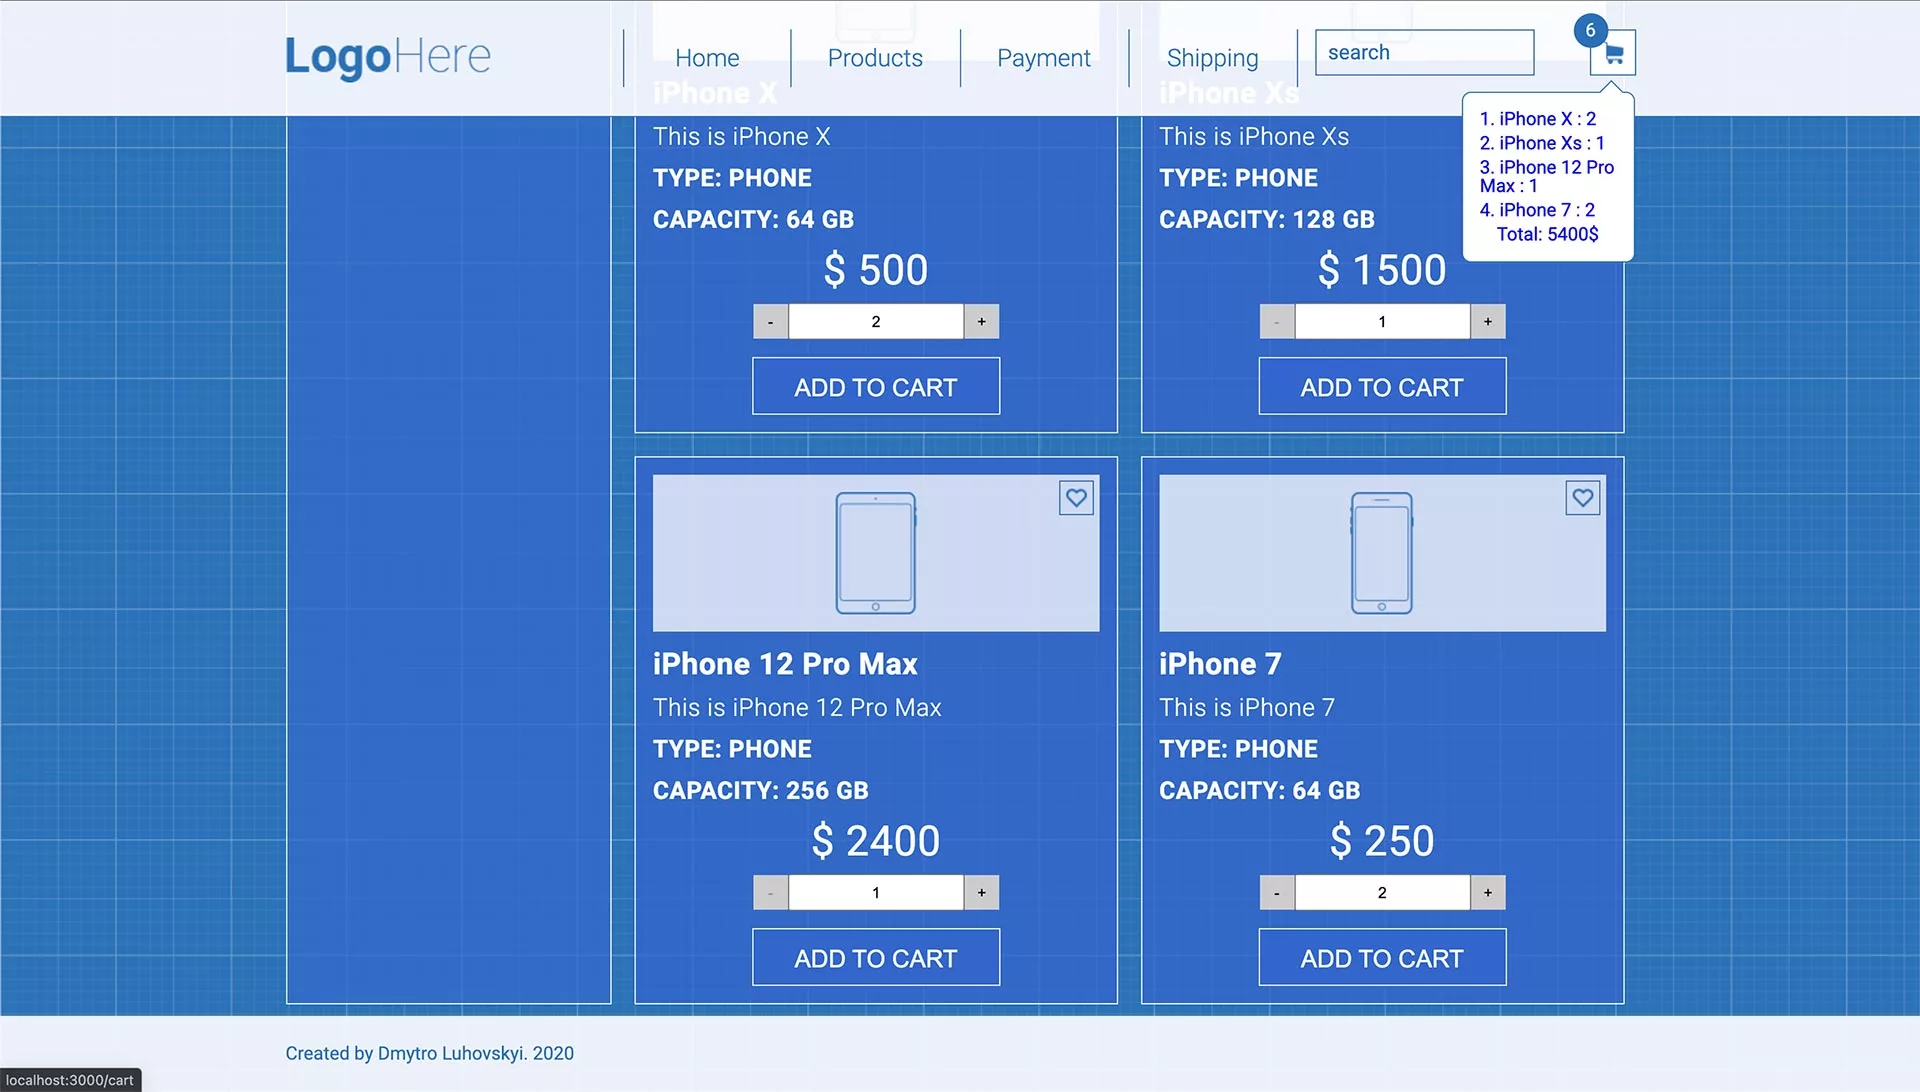 LogoHere
Home
Products
Payment
Shipping
search
6
1. iPhone X : 2
2. iPhone Xs : 1
3. iPhone 12 Pro
Max : 1
4. iPhone 7 : 2
Total: 5400$
iPhone X
This is iPhone X
TYPE: PHONE
CAPACITY: 64 GB
$ 500
- 2 +
ADD TO CART
iPhone Xs
This is iPhone Xs
TYPE: PHONE
CAPACITY: 128 GB
$ 1500
- 1 +
ADD TO CART
iPhone 12 Pro Max
This is iPhone 12 Pro Max
TYPE: PHONE
CAPACITY: 256 GB
$ 2400
- 1 +
ADD TO CART
iPhone 7
This is iPhone 7
TYPE: PHONE
CAPACITY: 64 GB
$ 250
- 2 +
ADD TO CART
Created by Dmytro Luhovskyi. 2020
localhost:3000/cart